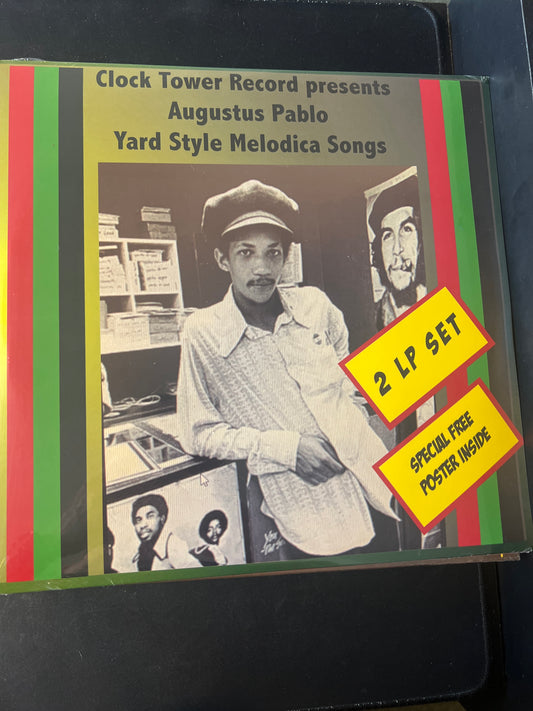 Clock Tower Record presents
Augustus Pablo
Yard Style Melodica Songs
2 LP SET
SPECIAL FREE
POSTER INSIDE